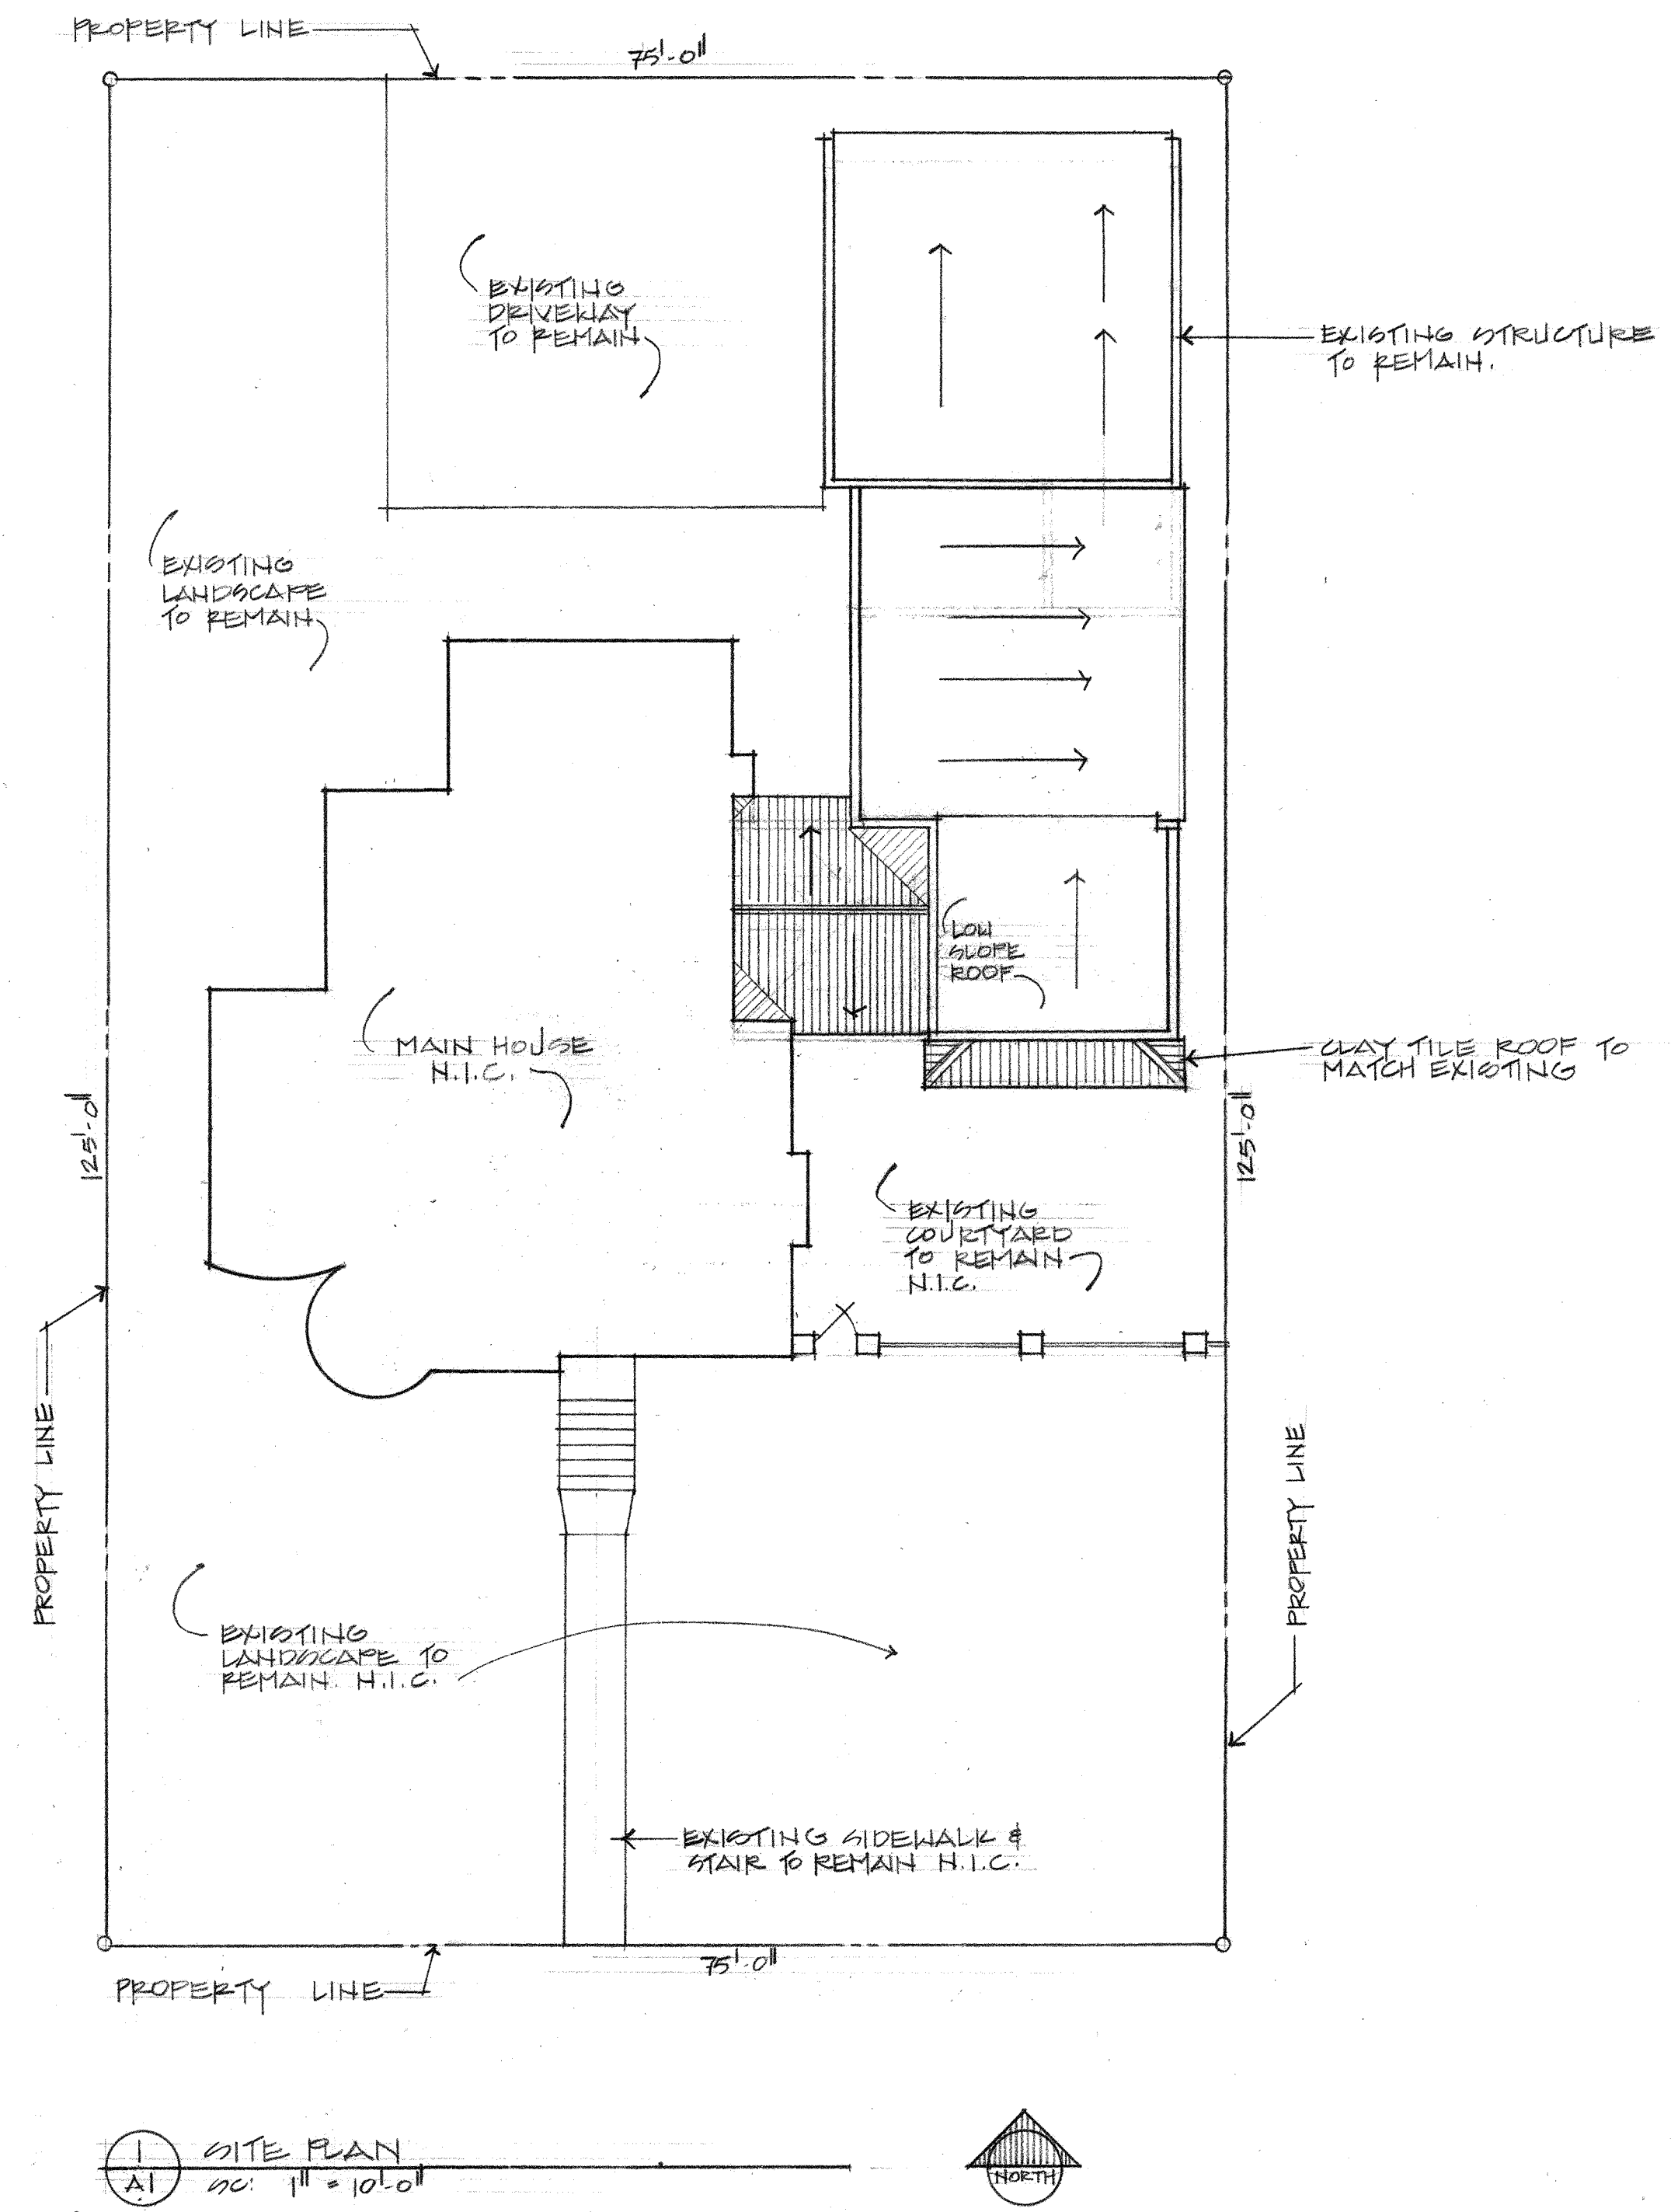 PROPERTY LINE
75'-0"
EXISTING
DRIVEWAY
TO REMAIN
EXISTING STRUCTURE
TO REMAIN.
EXISTING
LANDSCAPE
TO REMAIN
LOW
SLOPE
ROOF
MAIN HOUSE
N.I.C.
CLAY TILE ROOF TO
MATCH EXISTING
125'-0"
125'-0"
EXISTING
COURTYARD
TO REMAIN
N.I.C.
PROPERTY LINE
PROPERTY LINE
EXISTING
LANDSCAPE TO
REMAIN. N.I.C.
EXISTING SIDEWALK &
STAIR TO REMAIN N.I.C.
75'-0"
PROPERTY LINE
1
A1
SITE PLAN
SC: 1" = 10'-0"
NORTH